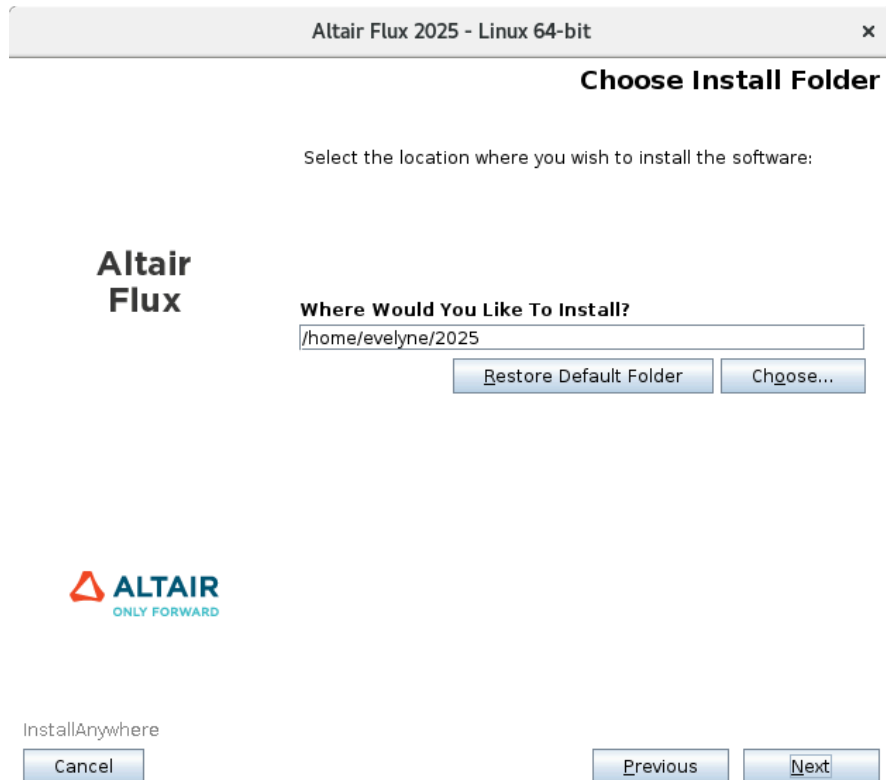 Altair Flux 2025 - Linux 64-bit ×
Choose Install Folder
Select the location where you wish to install the software:
Altair
Flux
Where Would You Like To Install?
/home/evelyne/2025
Restore Default Folder Choose...
ALTAIR
ONLY FORWARD
InstallAnywhere
Cancel Previous Next